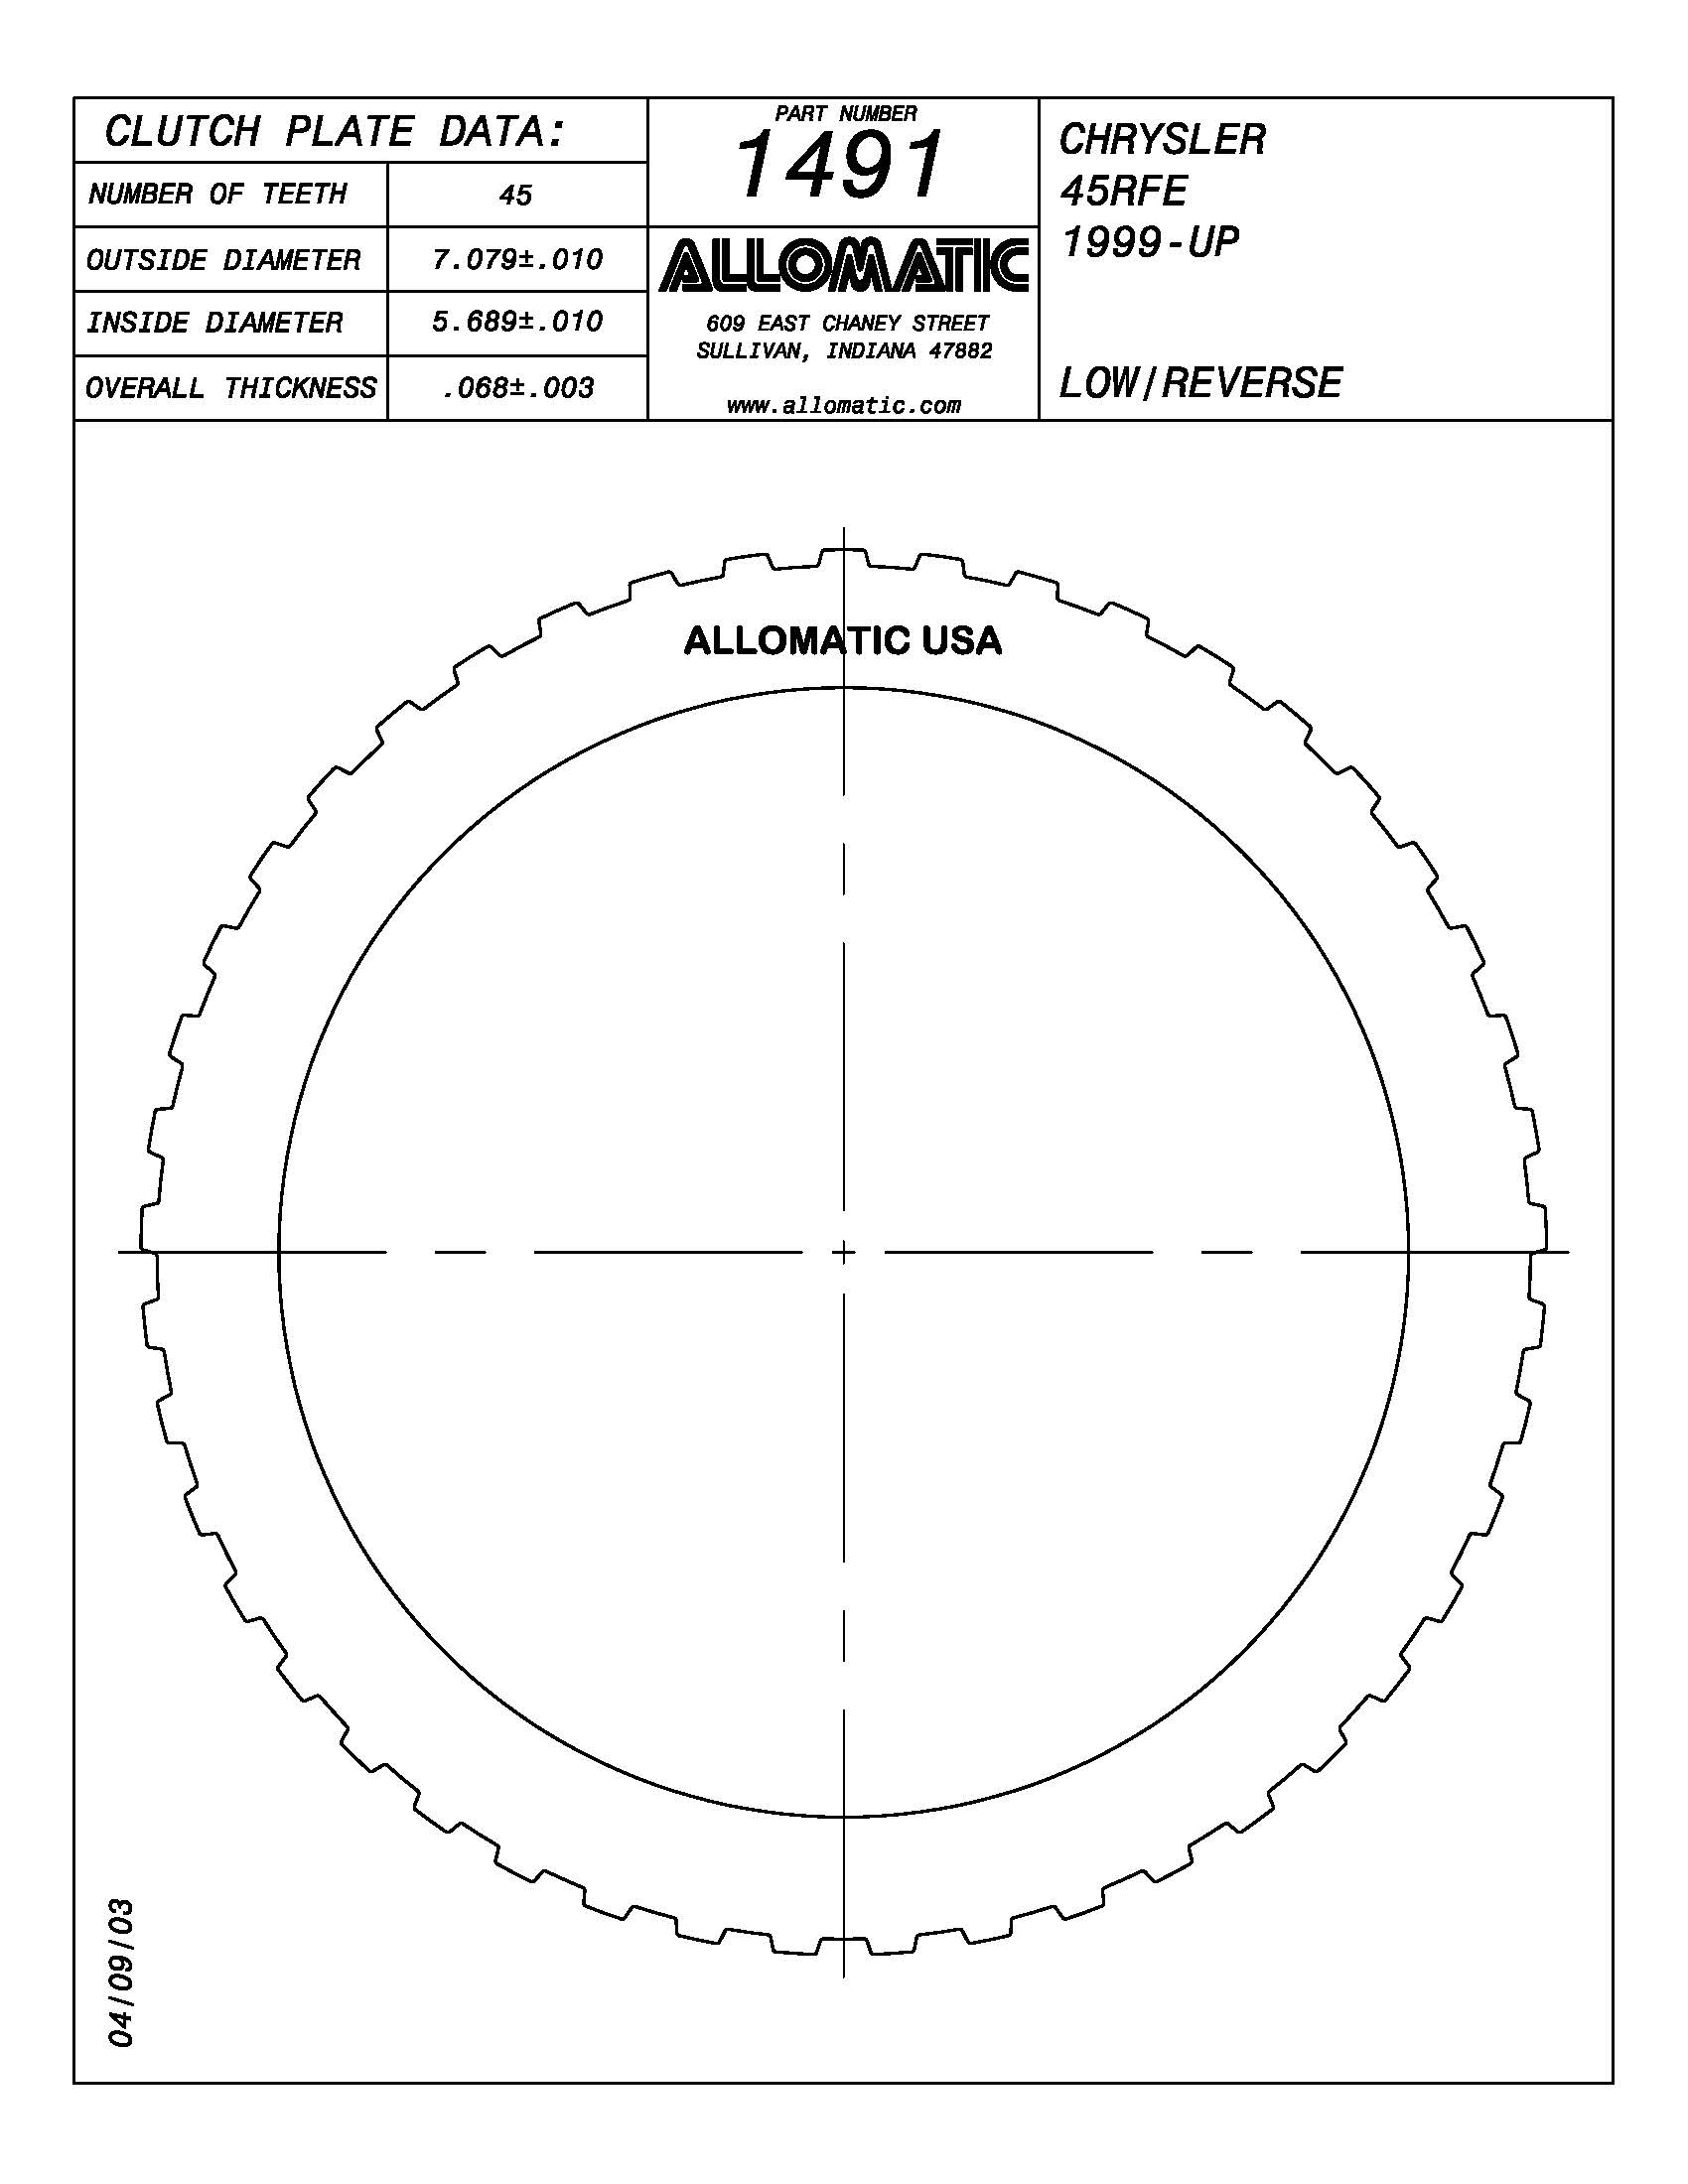 CLUTCH PLATE DATA:
NUMBER OF TEETH 45
OUTSIDE DIAMETER 7.079±.010
INSIDE DIAMETER 5.689±.010
OVERALL THICKNESS .068±.003
PART NUMBER
1491
ALLOMATIC
609 EAST CHANEY STREET
SULLIVAN, INDIANA 47882
www.allomatic.com
CHRYSLER
45RFE
1999-UP
LOW/REVERSE
ALLOMATIC USA
04/09/03